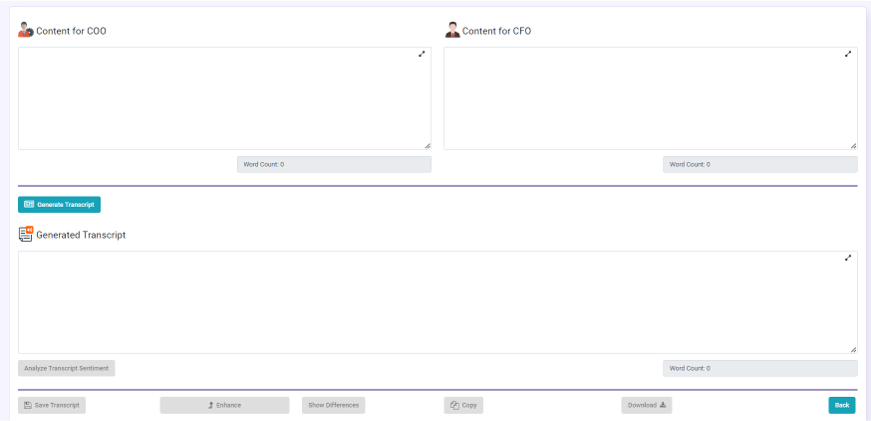 Content for COO
Content for CFO
Word Count: 0
Word Count: 0
Generate Transcript
Generated Transcript
Analyze Transcript Sentiment
Word Count: 0
Save Transcript
Enhance
Show Differences
Copy
Download
Back